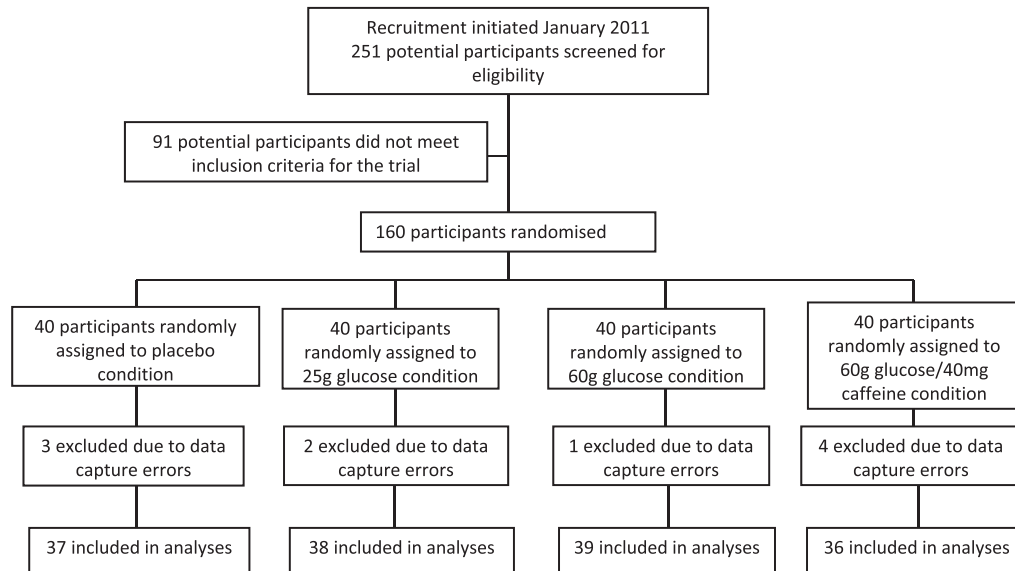 Recruitment initiated January 2011
251 potential participants screened for
eligibility
91 potential participants did not meet
inclusion criteria for the trial
160 participants randomised
40 participants randomly
assigned to placebo
condition
40 participants
randomly assigned to
25g glucose condition
40 participants
randomly assigned to
60g glucose condition
40 participants
randomly assigned to
60g glucose/40mg
caffeine condition
3 excluded due to data
capture errors
2 excluded due to data
capture errors
1 excluded due to data
capture errors
4 excluded due to data
capture errors
37 included in analyses
38 included in analyses
39 included in analyses
36 included in analyses